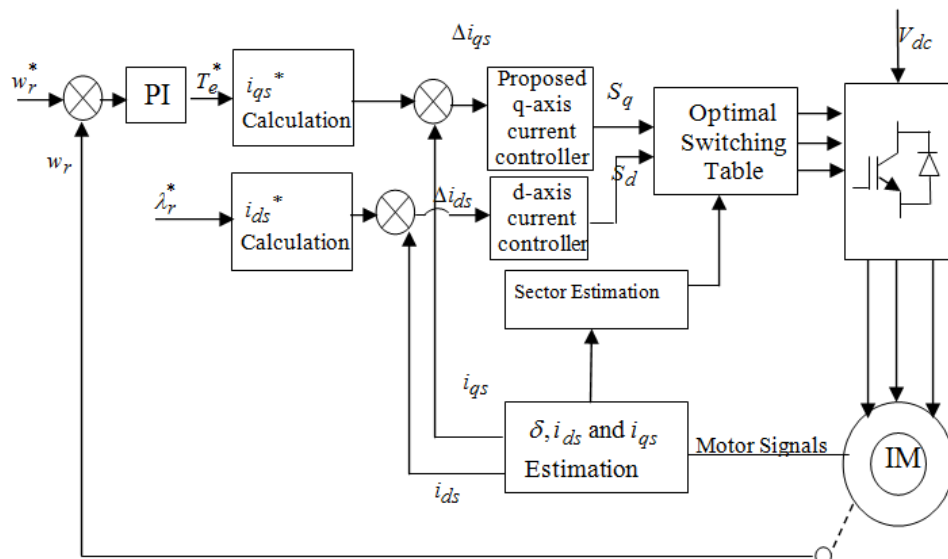 Δi_qs
V_dc
w_r^*
PI
T_e^*
i_qs^*
Calculation
Proposed
q-axis
current
controller
S_q
Optimal
Switching
Table
w_r
λ_r^*
i_ds^*
Calculation
Δi_ds
d-axis
current
controller
S_d
Sector Estimation
i_qs
δ, i_ds and i_qs
Estimation
Motor Signals
IM
i_ds